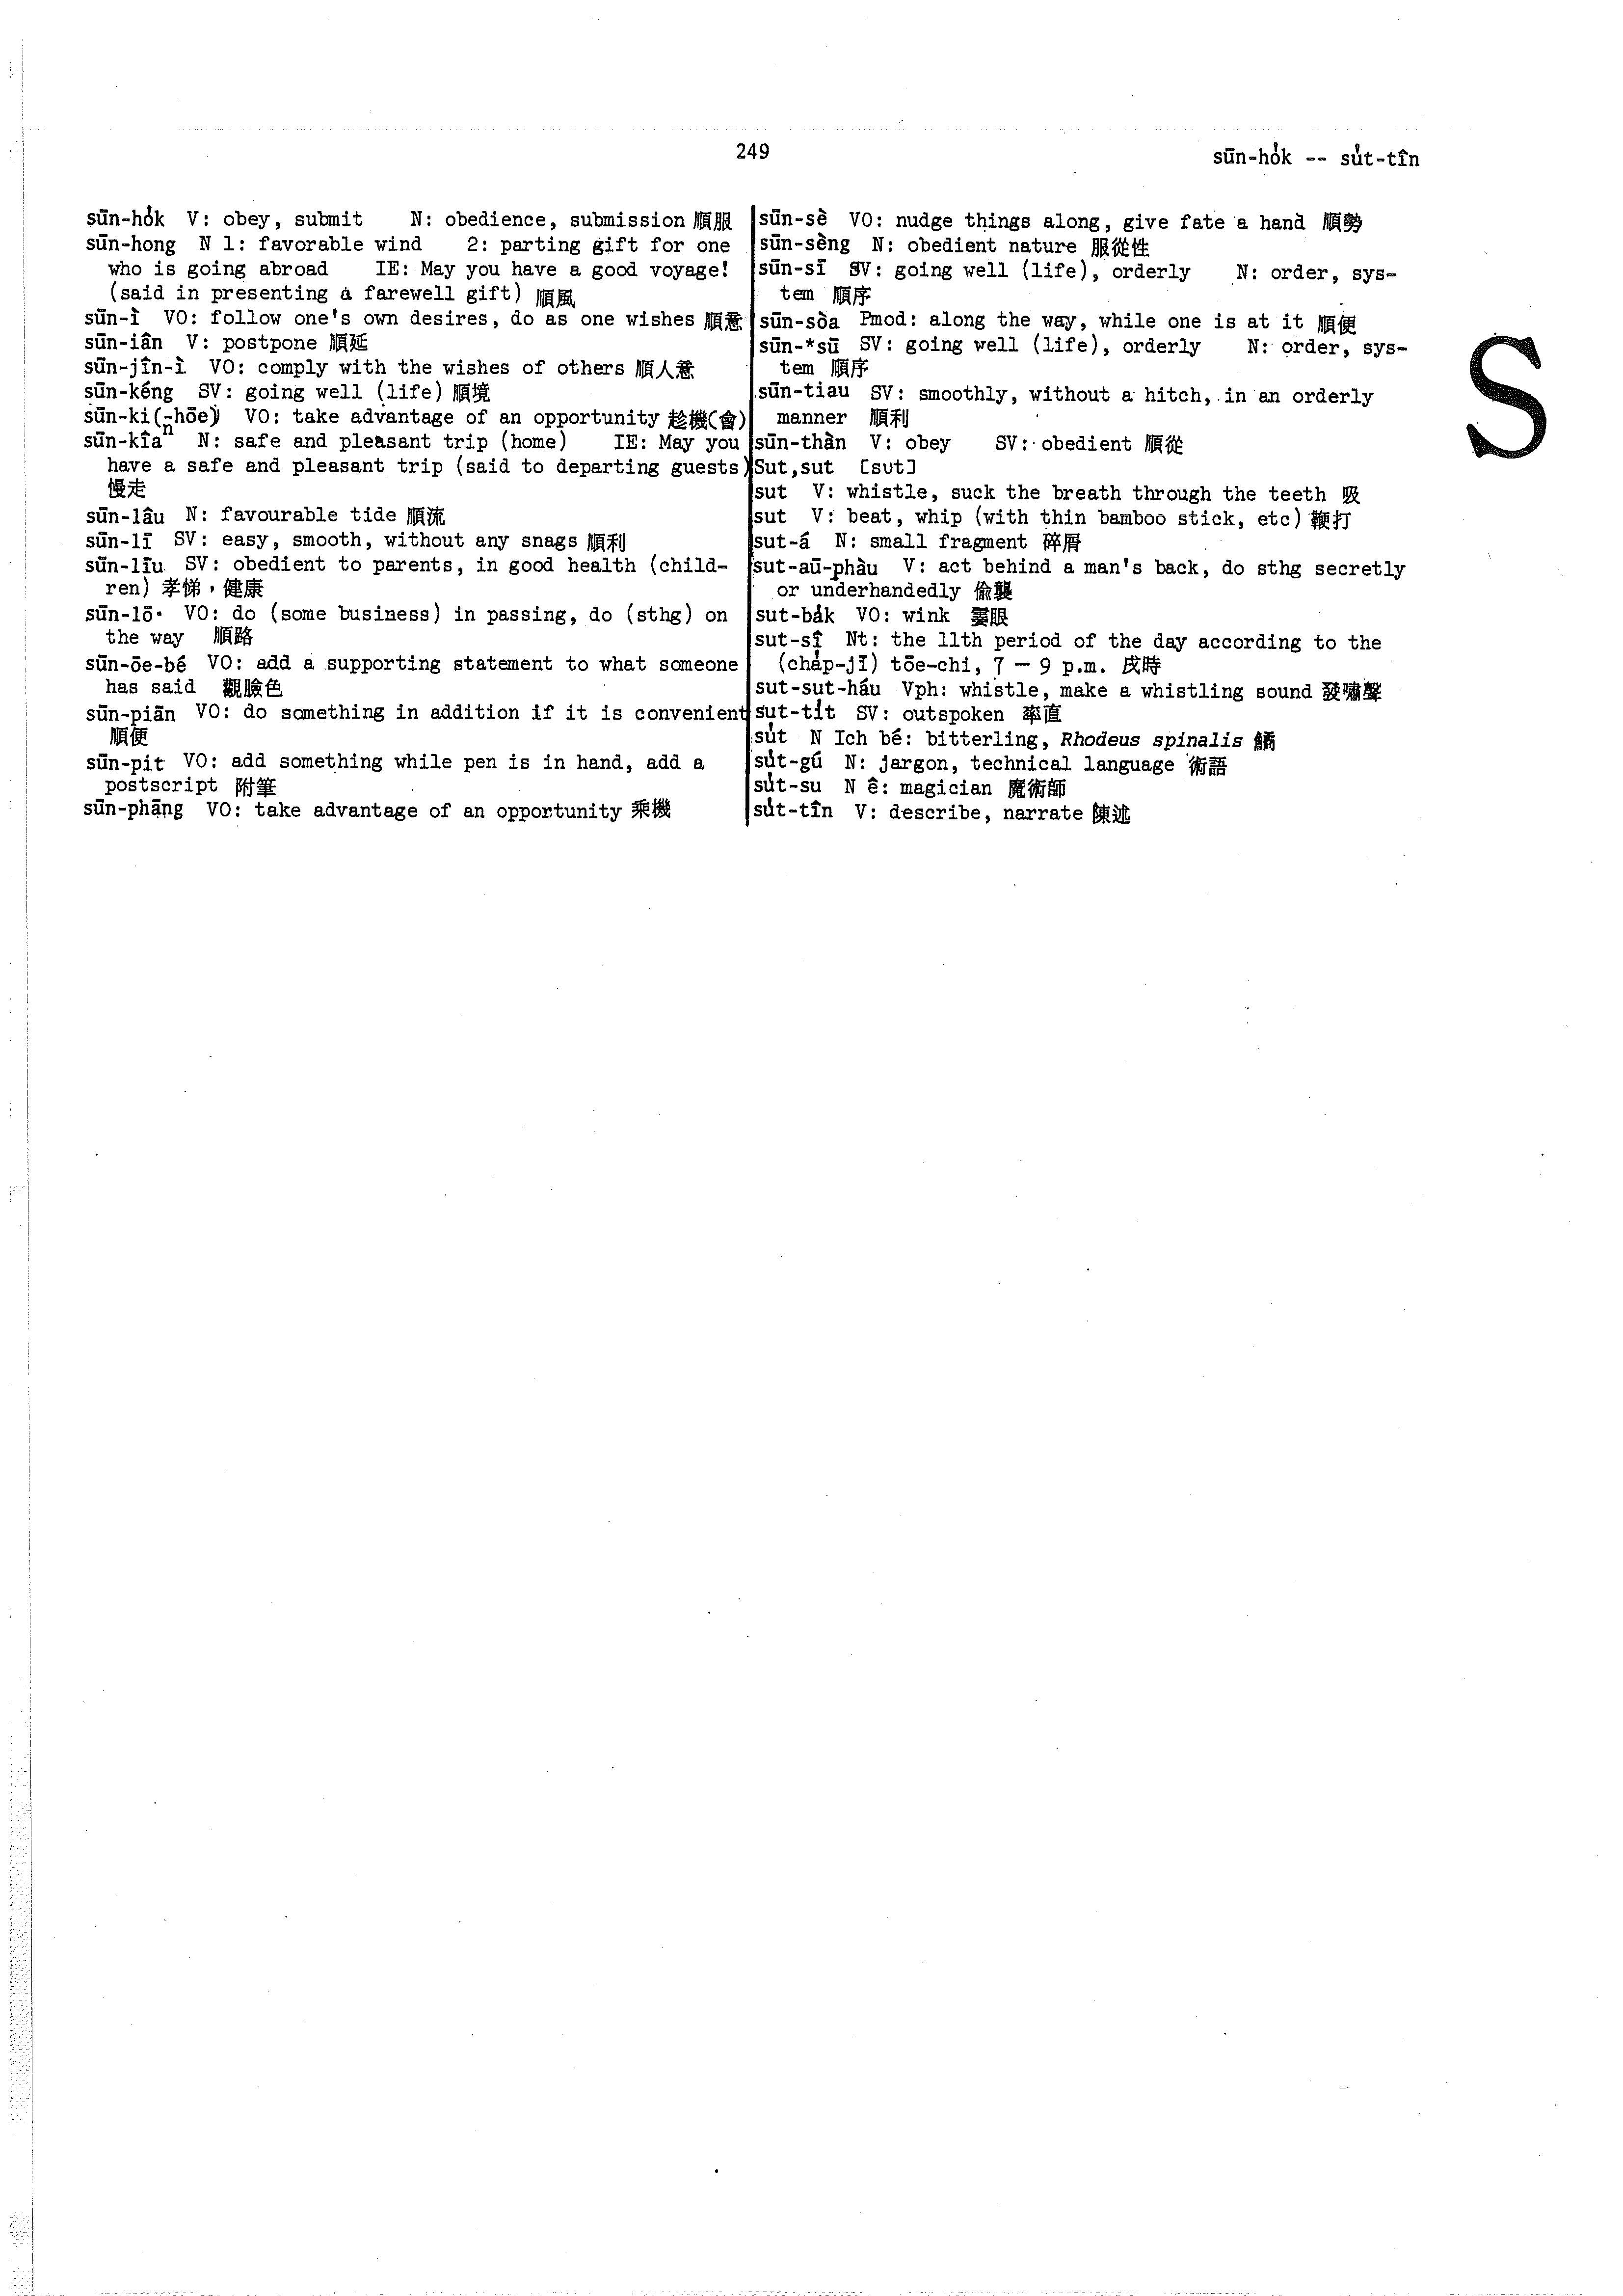 249
sūn-ho̍k -- su̍t-tîn
sūn-ho̍k V: obey, submit N: obedience, submission 順服
sūn-hong N 1: favorable wind 2: parting gift for one
who is going abroad IE: May you have a good voyage!
(said in presenting a farewell gift) 順風
sūn-ì VO: follow one's own desires, do as one wishes 順意
sūn-iân V: postpone 順延
sūn-jîn-ì VO: comply with the wishes of others 順人意
sūn-kéng SV: going well (life) 順境
sūn-ki(-hōe) VO: take advantage of an opportunity 趁機(會)
sūn-kîaⁿ N: safe and pleasant trip (home) IE: May you
have a safe and pleasant trip (said to departing guests)
慢走
sūn-lâu N: favourable tide 順流
sūn-lī SV: easy, smooth, without any snags 順利
sūn-līu SV: obedient to parents, in good health (child-
ren) 孝悌，健康
sūn-lō· VO: do (some business) in passing, do (sthg) on
the way 順路
sūn-ōe-bé VO: add a supporting statement to what someone
has said 觀臉色
sūn-piān VO: do something in addition if it is convenient
順便
sūn-pit VO: add something while pen is in hand, add a
postscript 附筆
sūn-phāng VO: take advantage of an opportunity 乘機
sūn-sè VO: nudge things along, give fate a hand 順勢
sūn-sèng N: obedient nature 服從性
sūn-sī SV: going well (life), orderly N: order, sys-
tem 順序
sūn-sòa Pmod: along the way, while one is at it 順便
sūn-*sū SV: going well (life), orderly N: order, sys-
tem 順序
sūn-tiau SV: smoothly, without a hitch, in an orderly
manner 順利
sūn-thàn V: obey SV: obedient 順從
Sut,sut [sut]
sut V: whistle, suck the breath through the teeth 吸
sut V: beat, whip (with thin bamboo stick, etc) 鞭打
sut-á N: small fragment 碎屑
sut-aū-phàu V: act behind a man's back, do sthg secretly
or underhandedly 偷襲
sut-ba̍k VO: wink 霎眼
sut-sî Nt: the 11th period of the day according to the
(cha̍p-jī) tōe-chi, 7 - 9 p.m. 戌時
sut-sut-háu Vph: whistle, make a whistling sound 發嘯聲
sut-ti̍t SV: outspoken 率直
su̍t N Ich bé: bitterling, Rhodeus spinalis
su̍t-gú N: jargon, technical language 術語
su̍t-su N ê: magician 魔術師
su̍t-tîn V: describe, narrate 陳述
S